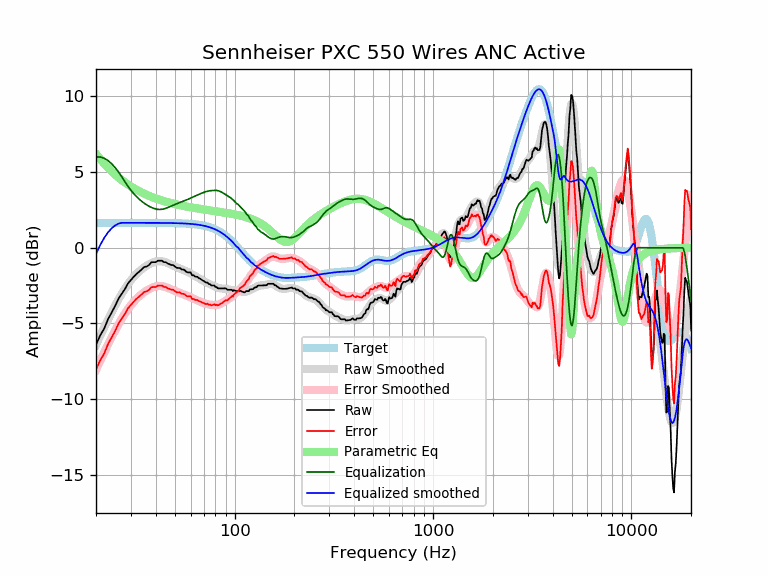 Sennheiser PXC 550 Wires ANC Active
Amplitude (dBr)
10
5
0
−5
−10
−15
Target
Raw Smoothed
Error Smoothed
Raw
Error
Parametric Eq
Equalization
Equalized smoothed
100 1000 10000
Frequency (Hz)